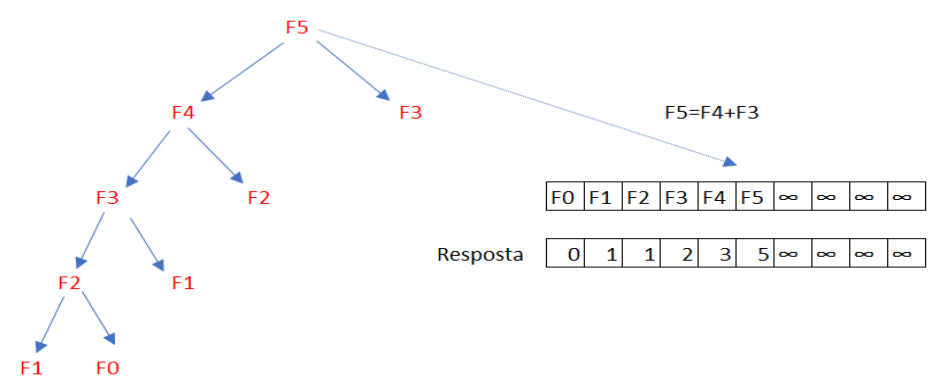 F5
F4 F3 F5=F4+F3
F3 F2 F0 F1 F2 F3 F4 F5 ∞ ∞ ∞ ∞
Resposta 0 1 1 2 3 5 ∞ ∞ ∞ ∞
F2 F1
F1 F0